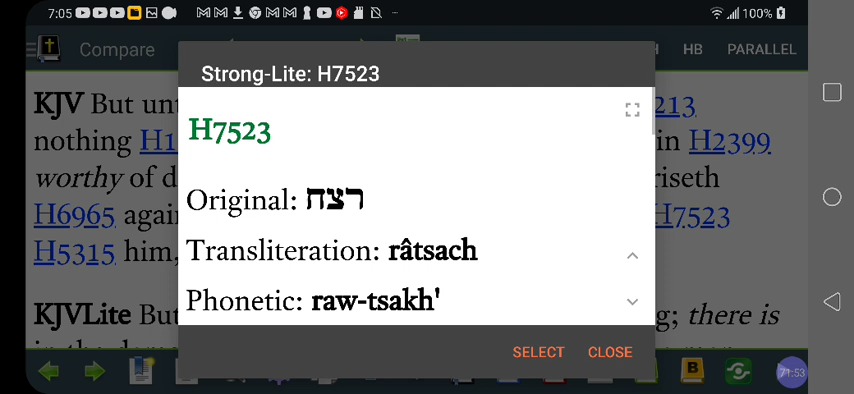 7:05 100%
Compare H HB PARALLEL
Strong-Lite: H7523
H7523
Original: רצח
Transliteration: râtsach
Phonetic: raw-tsakh'
SELECT CLOSE
KJV But unt 213
nothing H1 in H2399
worthy of d riseth
H6965 agai H7523
H5315 him,
KJVLite But g; there is
71:53